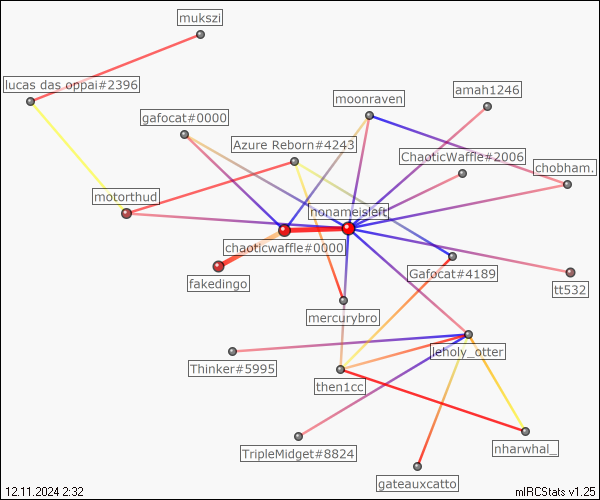 mukszi
lucas das oppai#2396
amah1246
moonraven
gafocat#0000
Azure Reborn#4243
ChaoticWaffle#2006
chobham.
motorthud
honameisleft
chaoticwaffle#0000
Gafocat#4189
fakedingo
tt532
mercurybro
leholy_otter
Thinker#5995
then1cc
nharwhal_
TripleMidget#8824
gateauxcatto
12.11.2024 2:32
mIRCStats v1.25